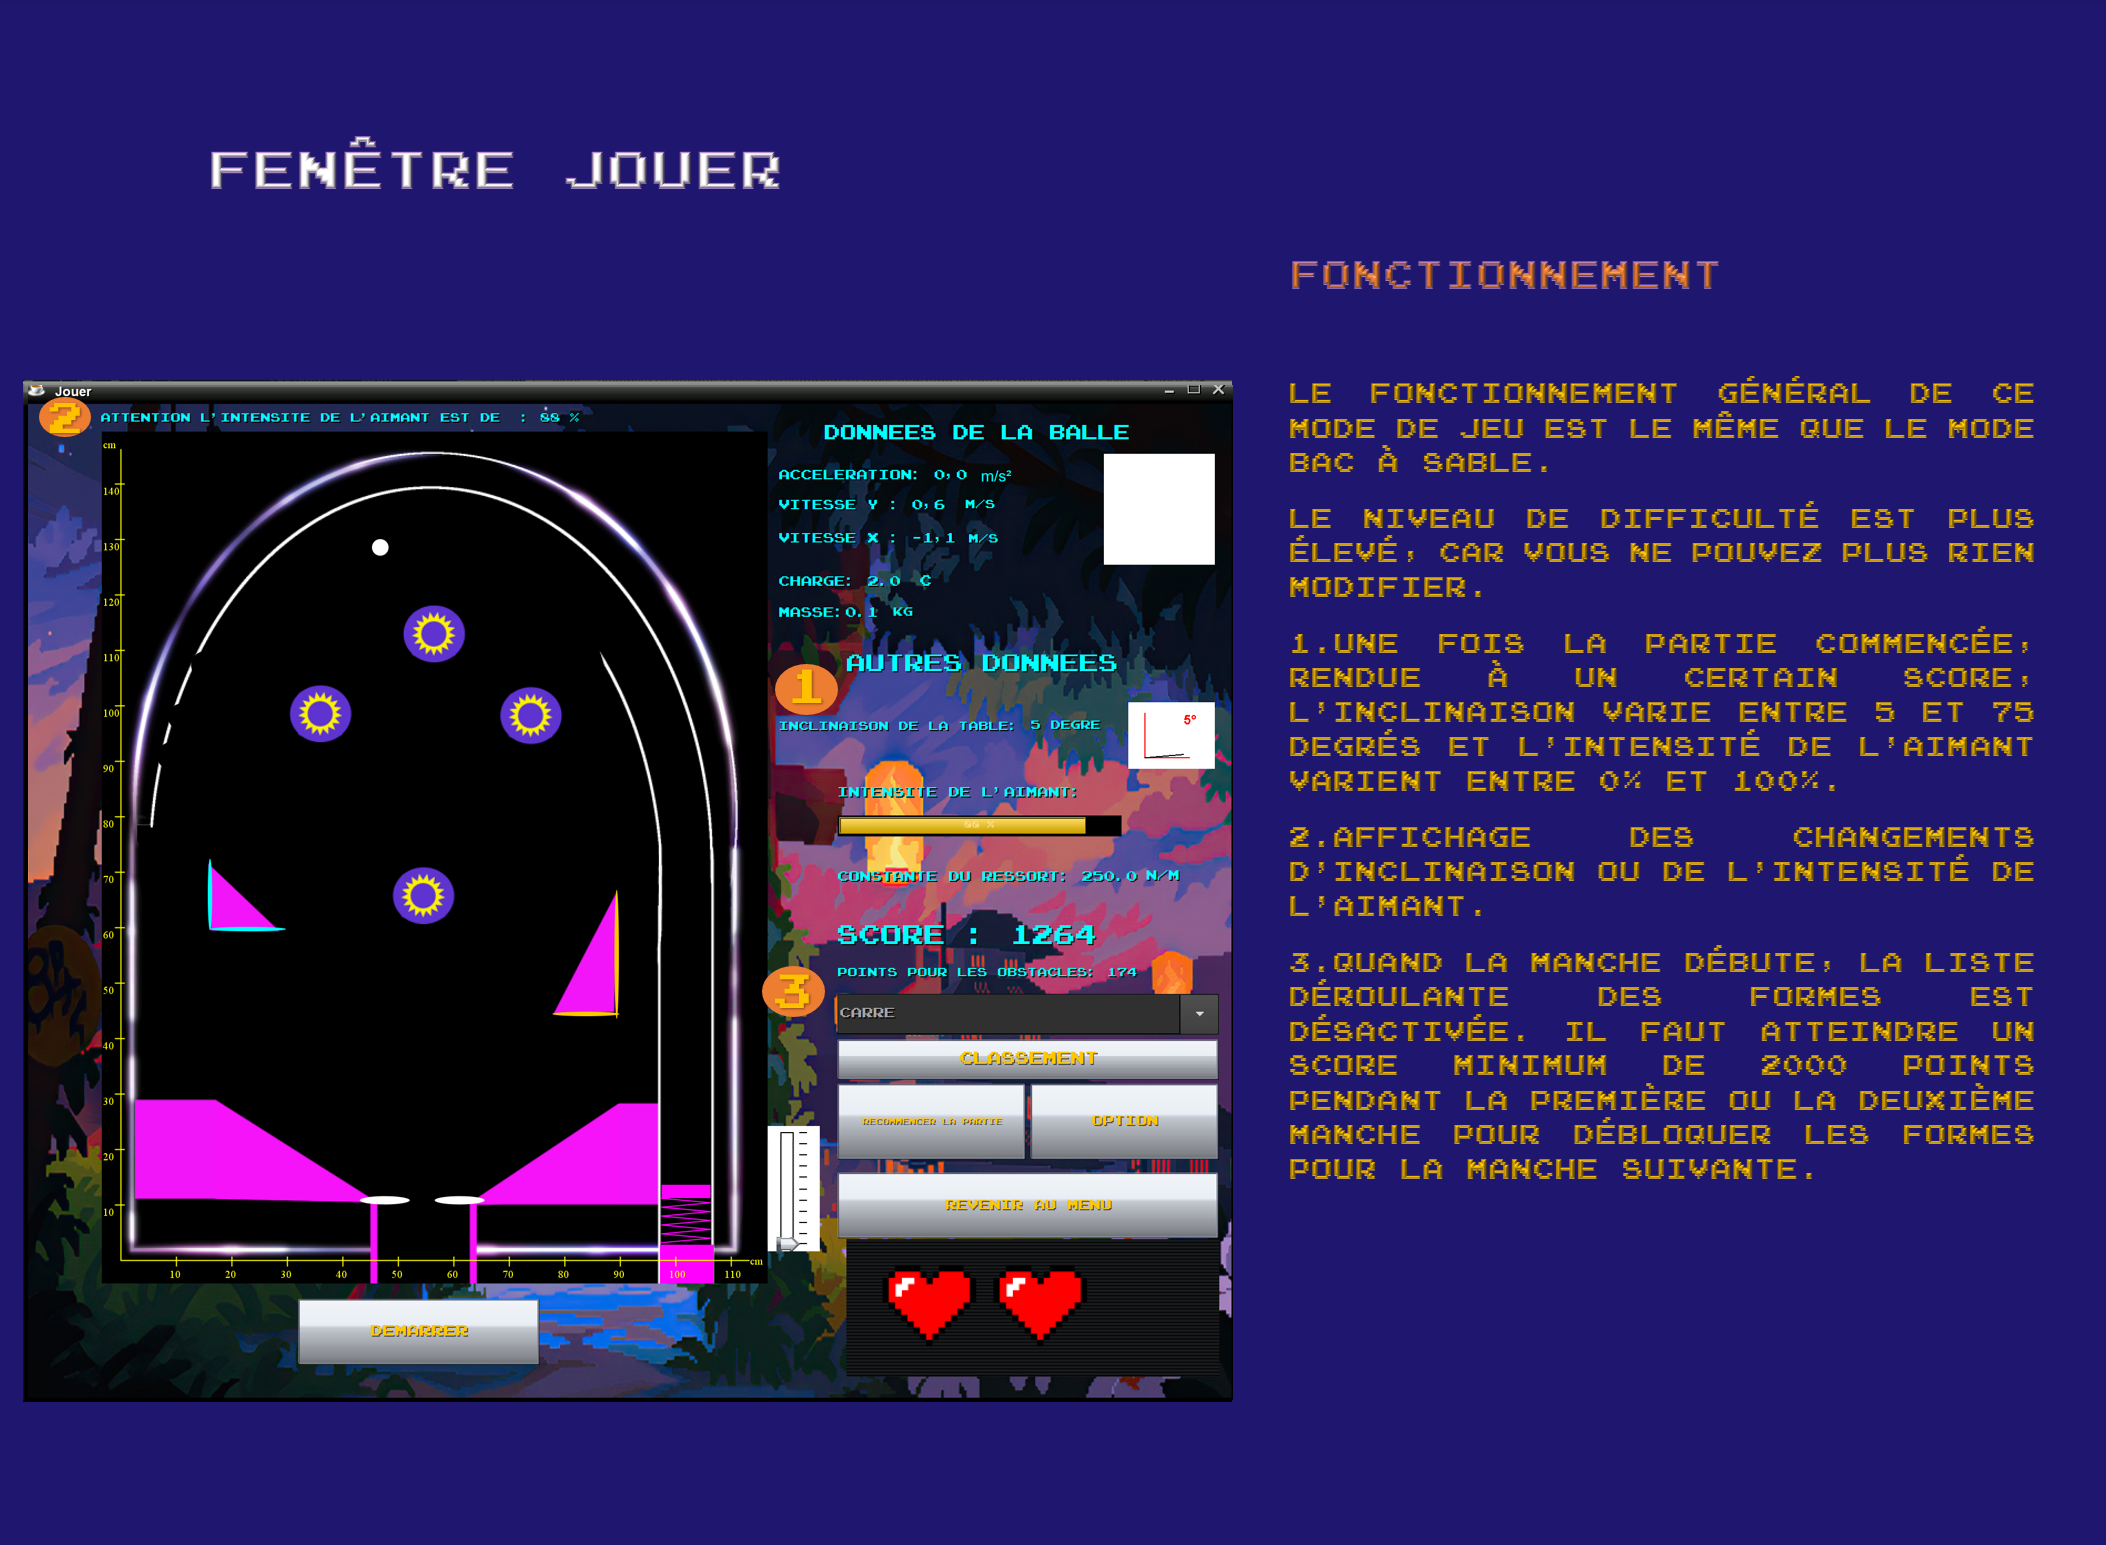 FENÊTRE JOUER
FONCTIONNEMENT
Jouer
2
ATTENTION L'INTENSITE DE L'AIMANT EST DE : 88 %
cm
140
130
120
110
100
90
80
70
60
50
40
30
20
10
10 20 30 40 50 60 70 80 90 100 110 cm
DEMARRER
DONNEES DE LA BALLE
ACCELERATION: 0,0 m/s²
VITESSE Y : 0,6 M/S
VITESSE X : -1,1 M/S
CHARGE: 2.0 C
MASSE: 0.1 KG
AUTRES DONNEES
1
INCLINAISON DE LA TABLE: 5 DEGRE
5°
INTENSITE DE L'AIMANT:
88 %
CONSTANTE DU RESSORT: 250.0 N/M
SCORE : 1264
POINTS POUR LES OBSTACLES: 174
3
CARRE
CLASSEMENT
RECOMMENCER LA PARTIE
OPTION
REVENIR AU MENU
LE FONCTIONNEMENT GÉNÉRAL DE CE
MODE DE JEU EST LE MÊME QUE LE MODE
BAC À SABLE.
LE NIVEAU DE DIFFICULTÉ EST PLUS
ÉLEVÉ, CAR VOUS NE POUVEZ PLUS RIEN
MODIFIER.
1.UNE FOIS LA PARTIE COMMENCÉE,
RENDUE À UN CERTAIN SCORE,
L'INCLINAISON VARIE ENTRE 5 ET 75
DEGRÉS ET L'INTENSITÉ DE L'AIMANT
VARIENT ENTRE 0% ET 100%.
2.AFFICHAGE DES CHANGEMENTS
D'INCLINAISON OU DE L'INTENSITÉ DE
L'AIMANT.
3.QUAND LA MANCHE DÉBUTE, LA LISTE
DÉROULANTE DES FORMES EST
DÉSACTIVÉE. IL FAUT ATTEINDRE UN
SCORE MINIMUM DE 2000 POINTS
PENDANT LA PREMIÈRE OU LA DEUXIÈME
MANCHE POUR DÉBLOQUER LES FORMES
POUR LA MANCHE SUIVANTE.